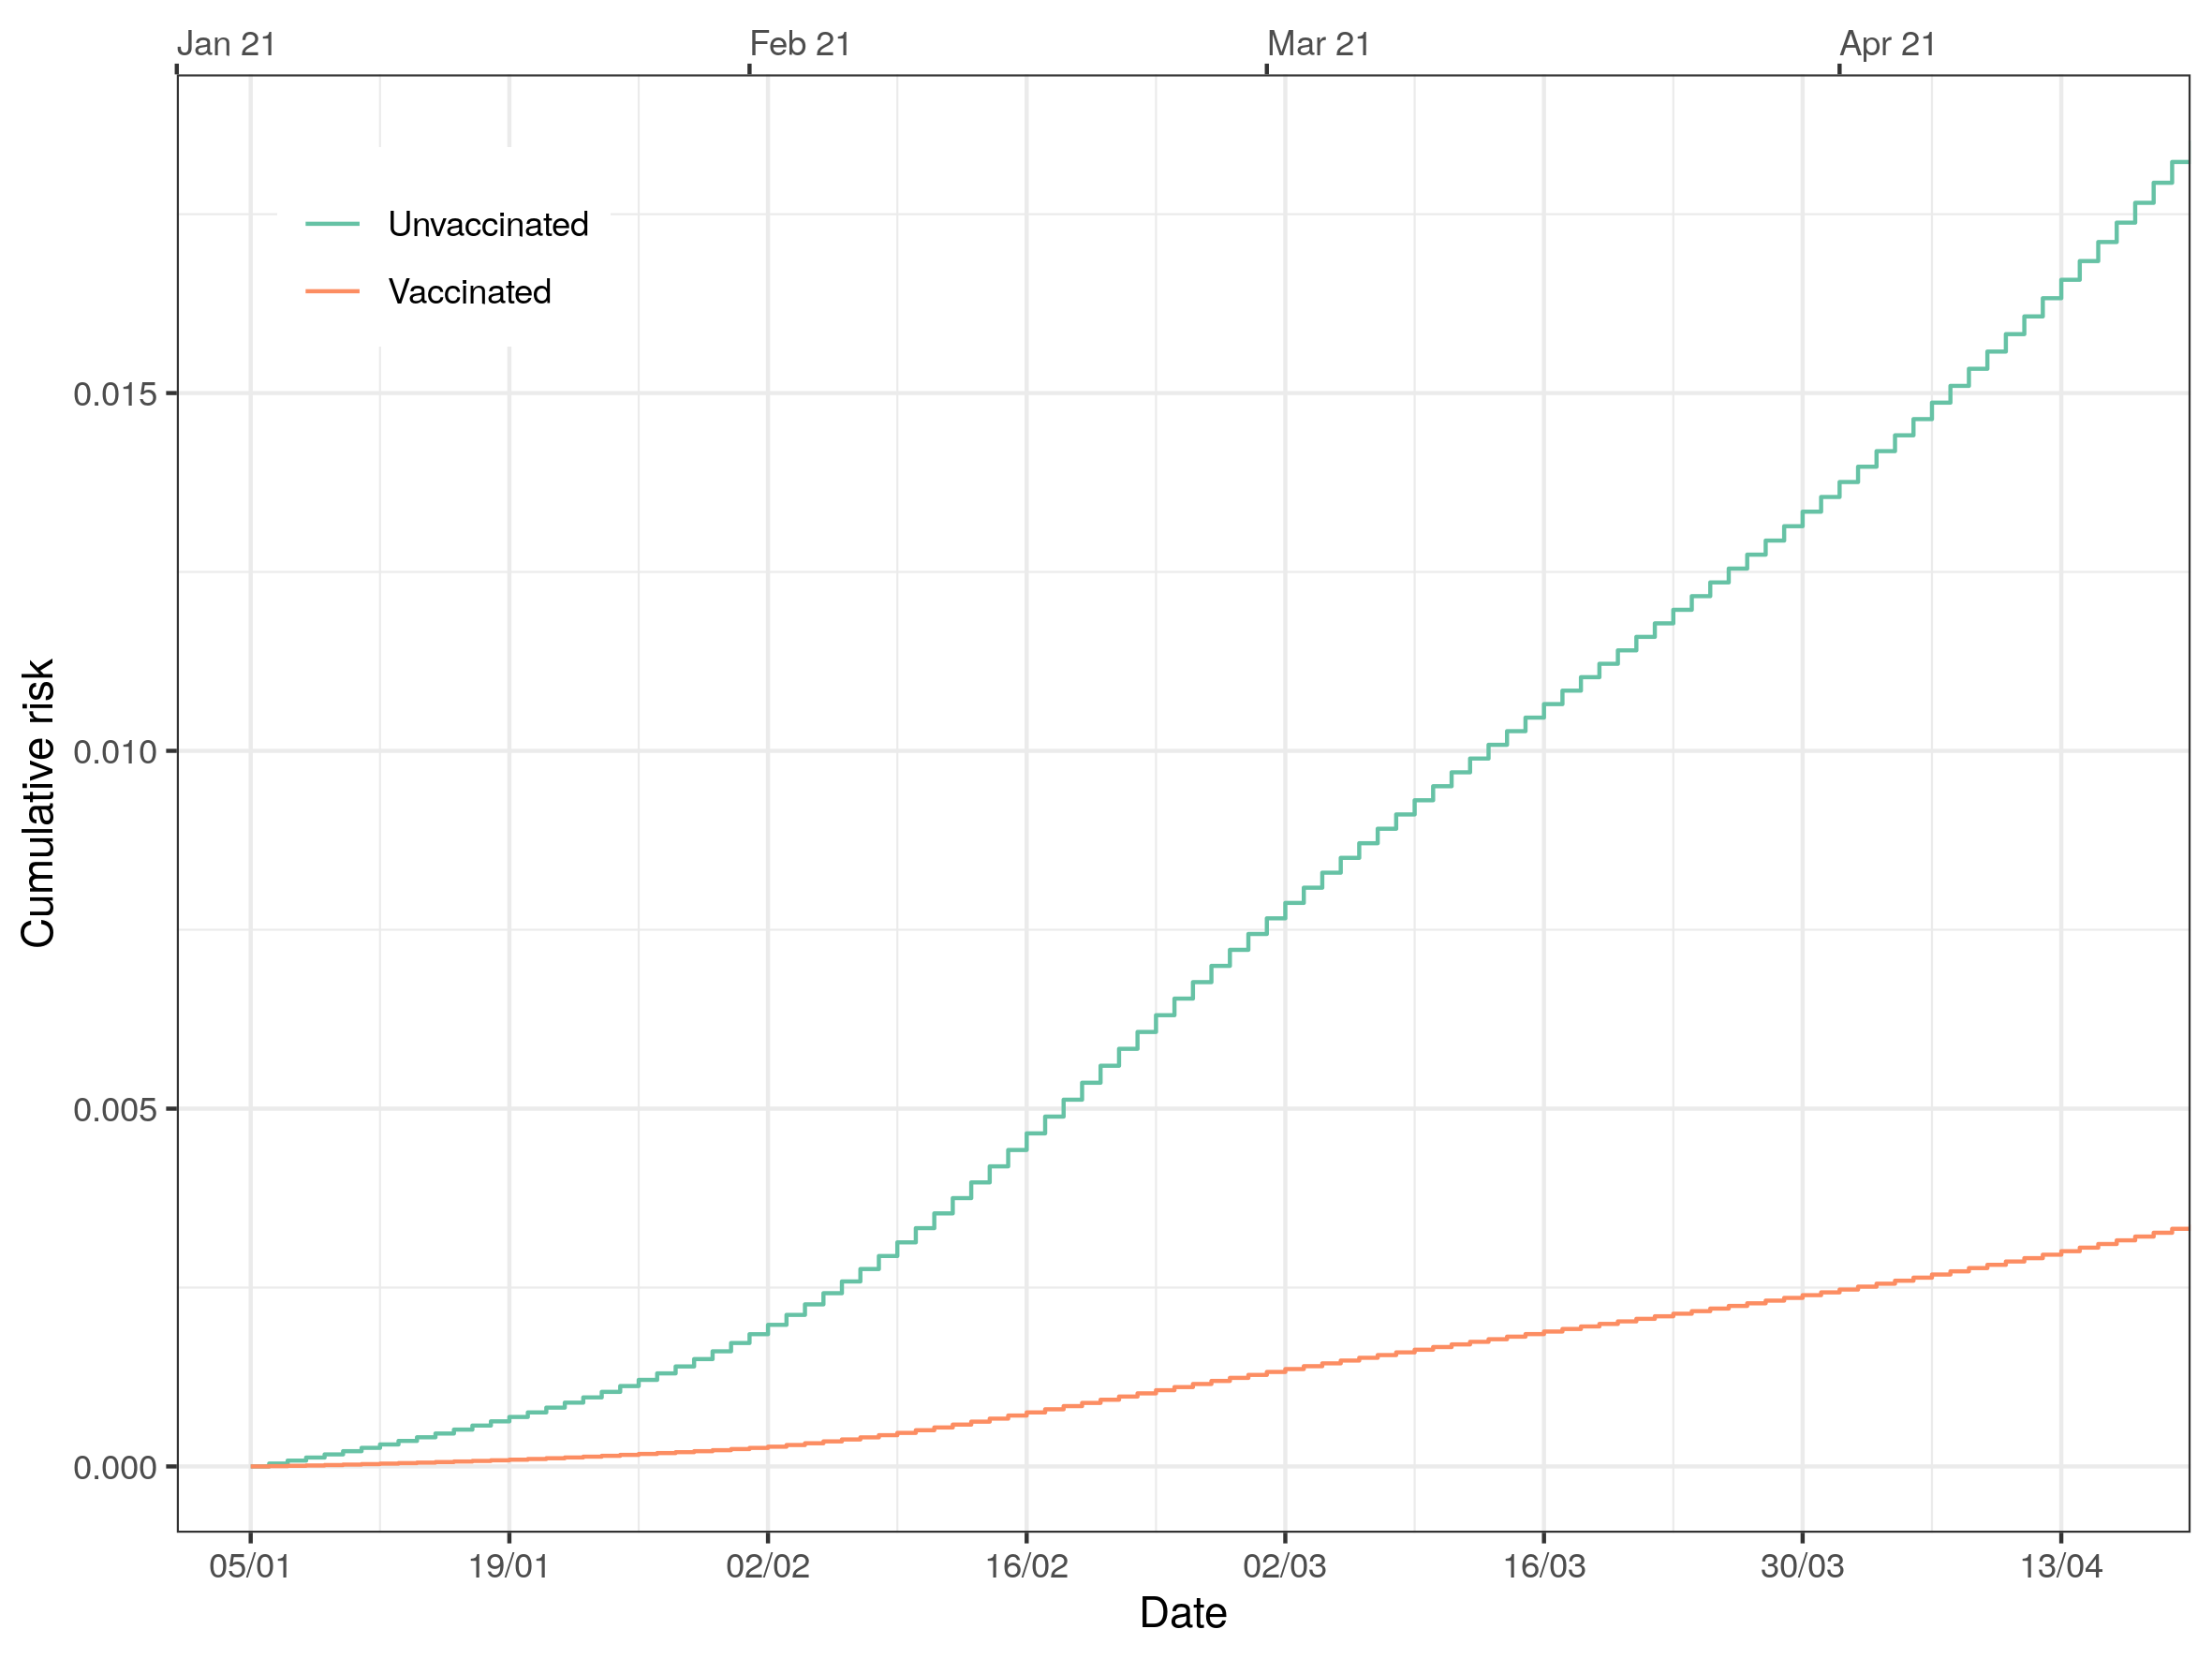 Jan 21 Feb 21 Mar 21 Apr 21
Unvaccinated
Vaccinated
0.015
0.010
0.005
0.000
Cumulative risk
05/01 19/01 02/02 16/02 02/03 16/03 30/03 13/04
Date